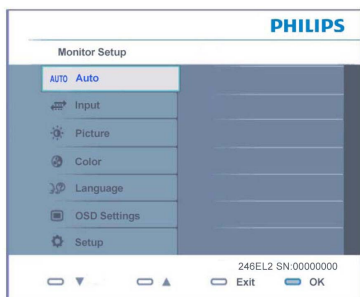 PHILIPS
Monitor Setup
AUTO Auto
Input
Picture
Color
Language
OSD Settings
Setup
246EL2 SN:00000000
▼ ▲ Exit OK